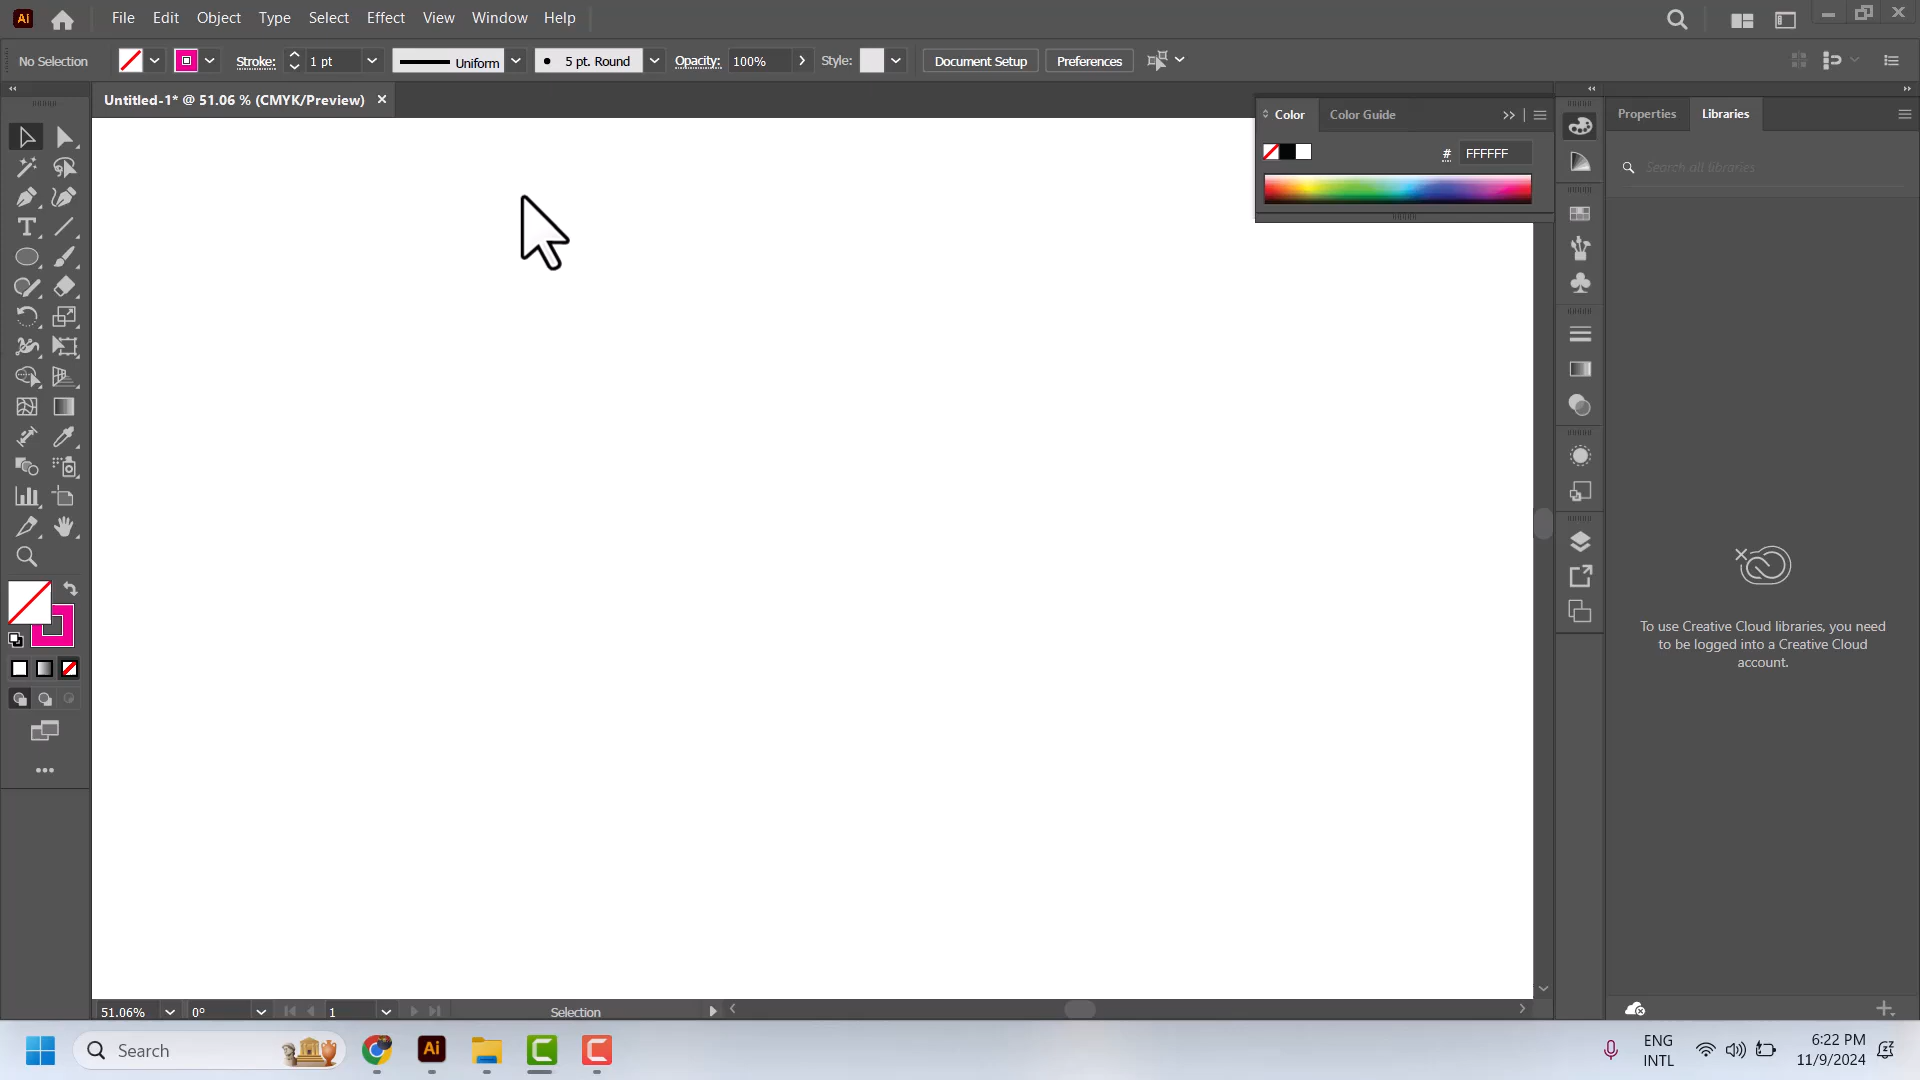 Ai File Edit Object Type Select Effect View Window Help
No Selection Stroke: 1 pt Uniform 5 pt. Round Opacity: 100% Style: Document Setup Preferences
Untitled-1* @ 51.06 % (CMYK/Preview)
Color Color Guide
Properties Libraries
# FFFFFF
Search all libraries
To use Creative Cloud libraries, you need
to be logged into a Creative Cloud
account.
51.06% 0° 1 Selection
Search
Ai
ENG
INTL
6:22 PM
11/9/2024